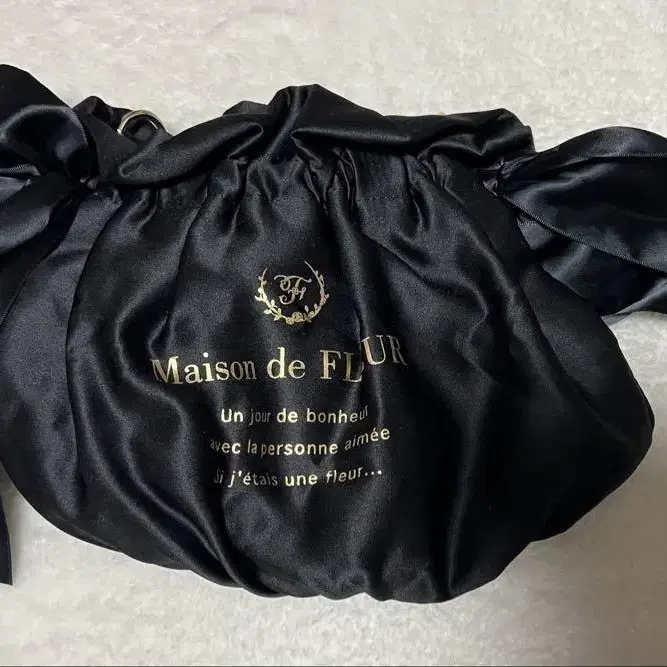 F
Maison de FLEUR
Un jour de bonheur
avec la personne aimée
Si j'étais une fleur...